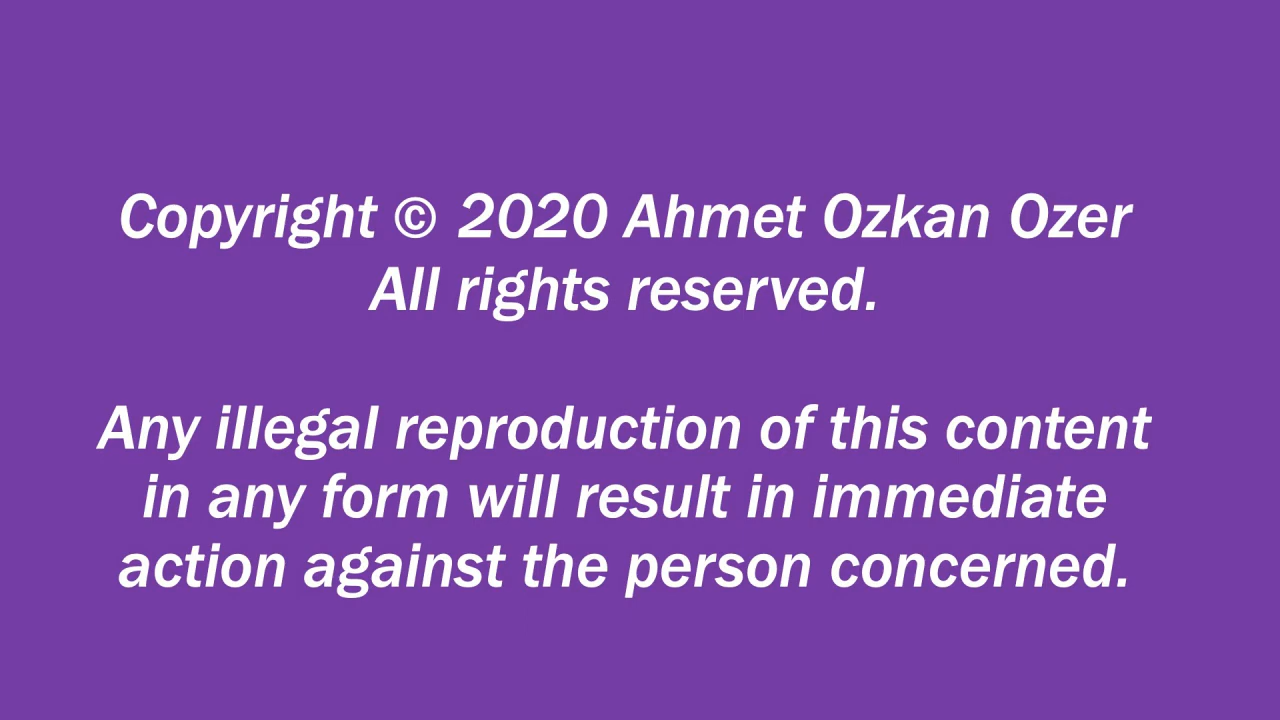 Copyright © 2020 Ahmet Ozkan Ozer
All rights reserved.
Any illegal reproduction of this content
in any form will result in immediate
action against the person concerned.